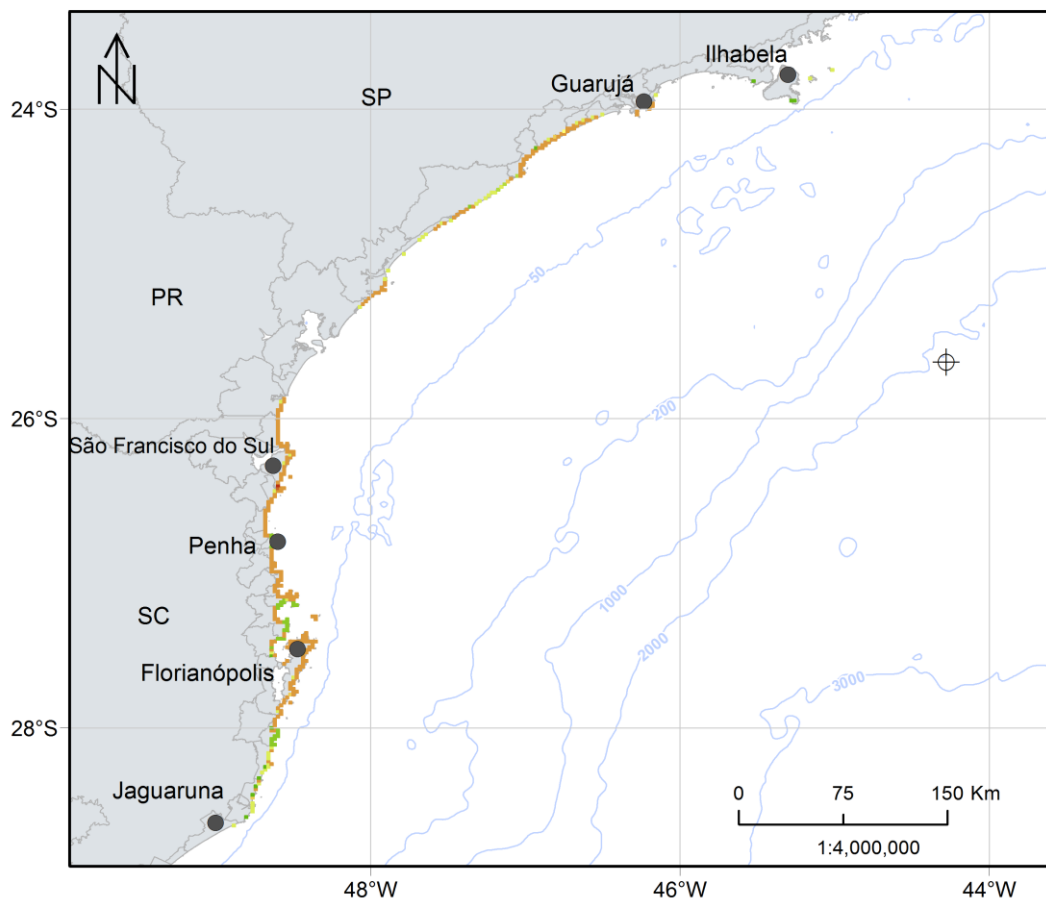 N
Ilhabela
Guarujá
SP
24°S
50
PR
200
26°S
São Francisco do Sul
Penha
1000
SC
2000
Florianópolis
3000
28°S
Jaguaruna
0 75 150 Km
1:4,000,000
48°W 46°W 44°W